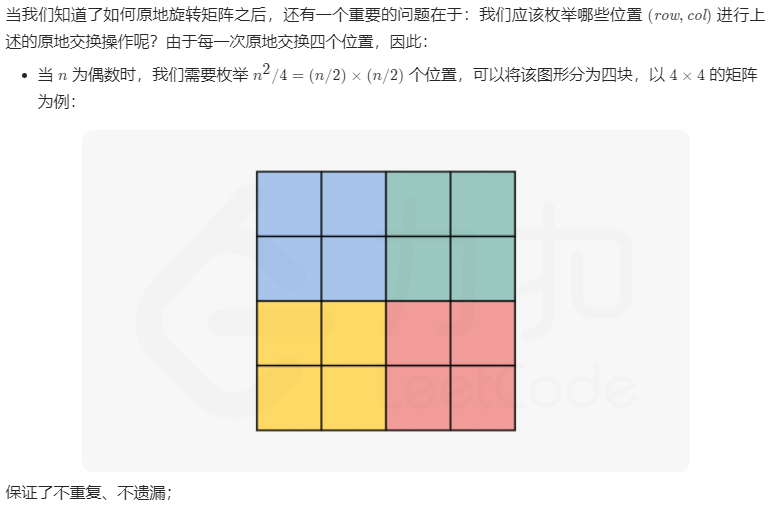 当我们知道了如何原地旋转矩阵之后，还有一个重要的问题在于：我们应该枚举哪些位置 (row, col) 进行上
述的原地交换操作呢？由于每一次原地交换四个位置，因此：
• 当 n 为偶数时，我们需要枚举 n²/4 = (n/2) × (n/2) 个位置，可以将该图形分为四块，以 4 × 4 的矩阵
为例：
力扣
LeetCode
保证了不重复、不遗漏；